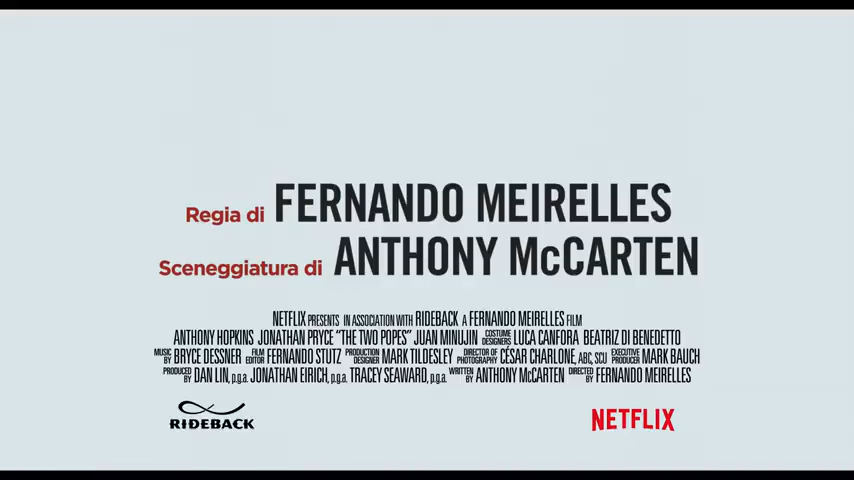 Regia di FERNANDO MEIRELLES
Sceneggiatura di ANTHONY McCARTEN
NETFLIX PRESENTS IN ASSOCIATION WITH RIDEBACK A FERNANDO MEIRELLES FILM
ANTHONY HOPKINS JONATHAN PRYCE "THE TWO POPES" JUAN MINUJIN COSTUME DESIGNERS LUCA CANFORA BEATRIZ DI BENEDETTO
MUSIC BY BRYCE DESSNER FILM EDITOR FERNANDO STUTZ PRODUCTION DESIGNER MARK TILDESLEY DIRECTOR OF PHOTOGRAPHY CÉSAR CHARLONE, ABC, SCU EXECUTIVE PRODUCER MARK BAUCH
PRODUCED BY DAN LIN, p.g.a. JONATHAN EIRICH, p.g.a. TRACEY SEAWARD, p.g.a. WRITTEN BY ANTHONY McCARTEN DIRECTED BY FERNANDO MEIRELLES
RIDEBACK NETFLIX